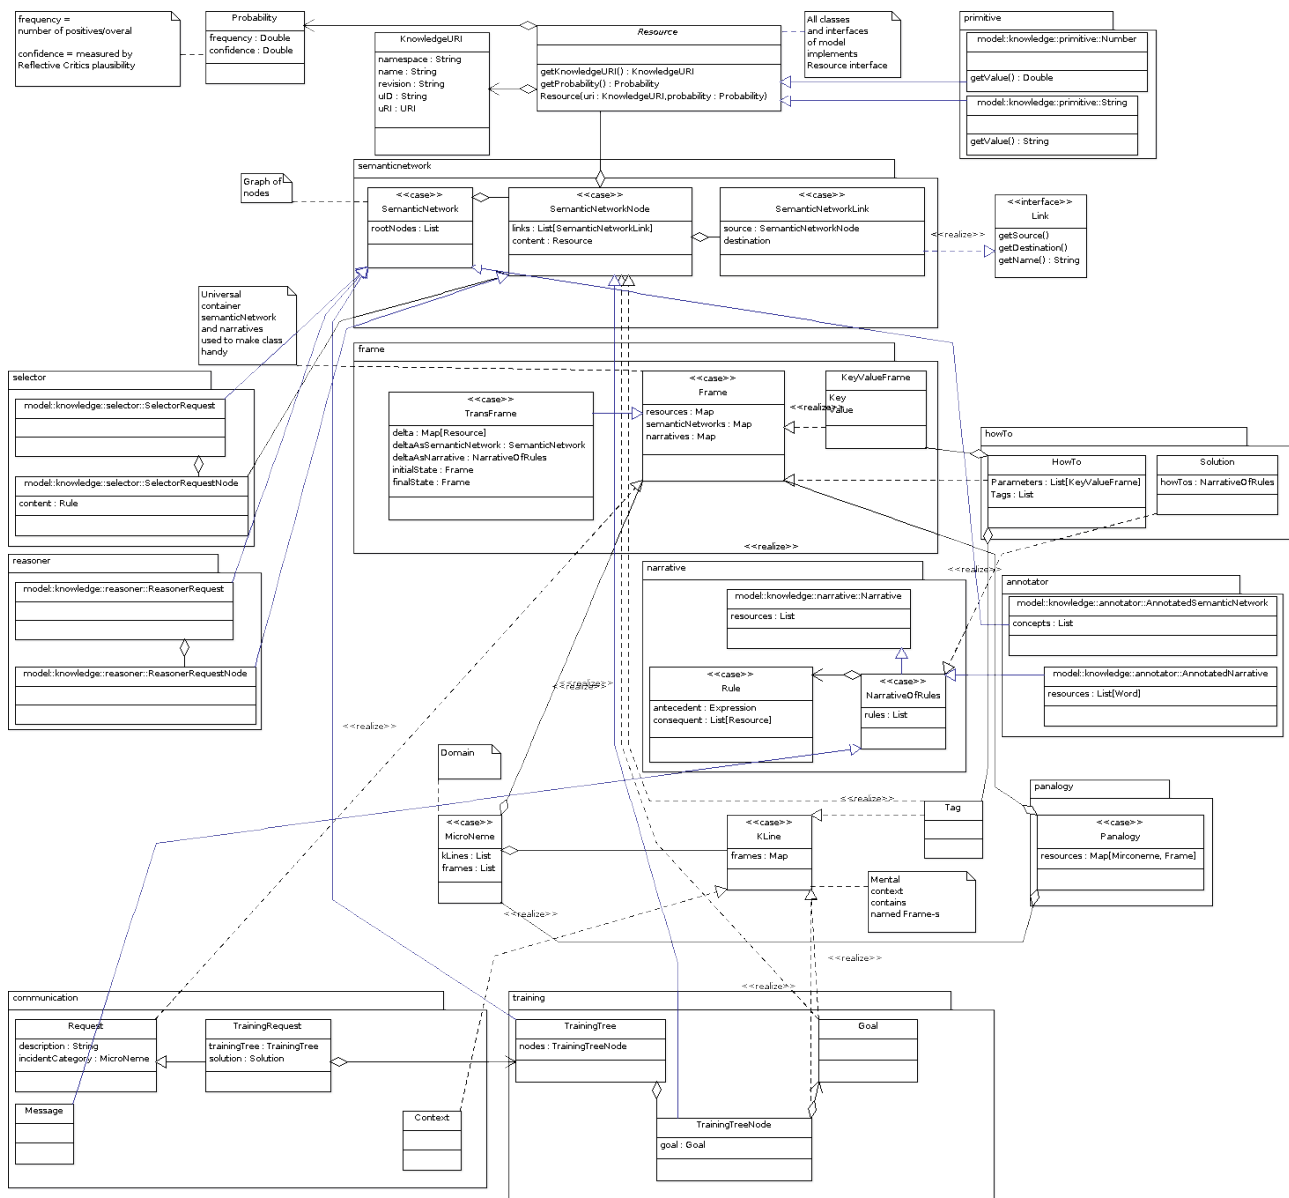 frequency =
number of positives/overal
confidence = measured by
Reflective Critics plausibility
Probability
frequency : Double
confidence : Double
KnowledgeURI
namespace : String
name : String
revision : String
uID : String
uRI : URI
Resource
getKnowledgeURI() : KnowledgeURI
getProbability() : Probability
Resource(uri : KnowledgeURI,probability : Probability)
All classes
and interfaces
of model
implements
Resource interface
primitive
model::knowledge::primitive::Number
getValue() : Double
model::knowledge::primitive::String
getValue() : String
semanticnetwork
Graph of
nodes
<<case>>
SemanticNetwork
rootNodes : List
<<case>>
SemanticNetworkNode
links : List[SemanticNetworkLink]
content : Resource
<<case>>
SemanticNetworkLink
source : SemanticNetworkNode
destination
<<realize>>
<<interface>>
Link
getSource()
getDestination()
getName() : String
Universal
container
semanticNetwork
and narratives
used to make class
handy
frame
<<case>>
TransFrame
delta : Map[Resource]
deltaAsSemanticNetwork : SemanticNetwork
deltaAsNarrative : NarrativeOfRules
initialState : Frame
finalState : Frame
<<case>>
Frame
resources : Map
semanticNetworks : Map
narratives : Map
KeyValueFrame
Key
Value
<<realize>>
<<realize>>
selector
model::knowledge::selector::SelectorRequest
model::knowledge::selector::SelectorRequestNode
content : Rule
howTo
HowTo
Parameters : List[KeyValueFrame]
Tags : List
Solution
howTos : NarrativeOfRules
<<realize>>
reasoner
model::knowledge::reasoner::ReasonerRequest
model::knowledge::reasoner::ReasonerRequestNode
narrative
model::knowledge::narrative::Narrative
resources : List
<<case>>
Rule
antecedent : Expression
consequent : List[Resource]
<<case>>
NarrativeOfRules
rules : List
annotator
model::knowledge::annotator::AnnotatedSemanticNetwork
concepts : List
model::knowledge::annotator::AnnotatedNarrative
resources : List[Word]
<<realize>>
<<realize>>
<<realize>>
Domain
<<case>>
MicroNeme
kLines : List
frames : List
<<case>>
KLine
frames : Map
<<realize>>
Tag
panalogy
<<case>>
Panalogy
resources : Map[Mirconeme, Frame]
Mental
context
contains
named Frame-s
<<realize>>
<<realize>>
<<realize>>
communication
Request
description : String
incidentCategory : MicroNeme
TrainingRequest
trainingTree : TrainingTree
solution : Solution
Message
Context
training
TrainingTree
nodes : TrainingTreeNode
Goal
TrainingTreeNode
goal : Goal